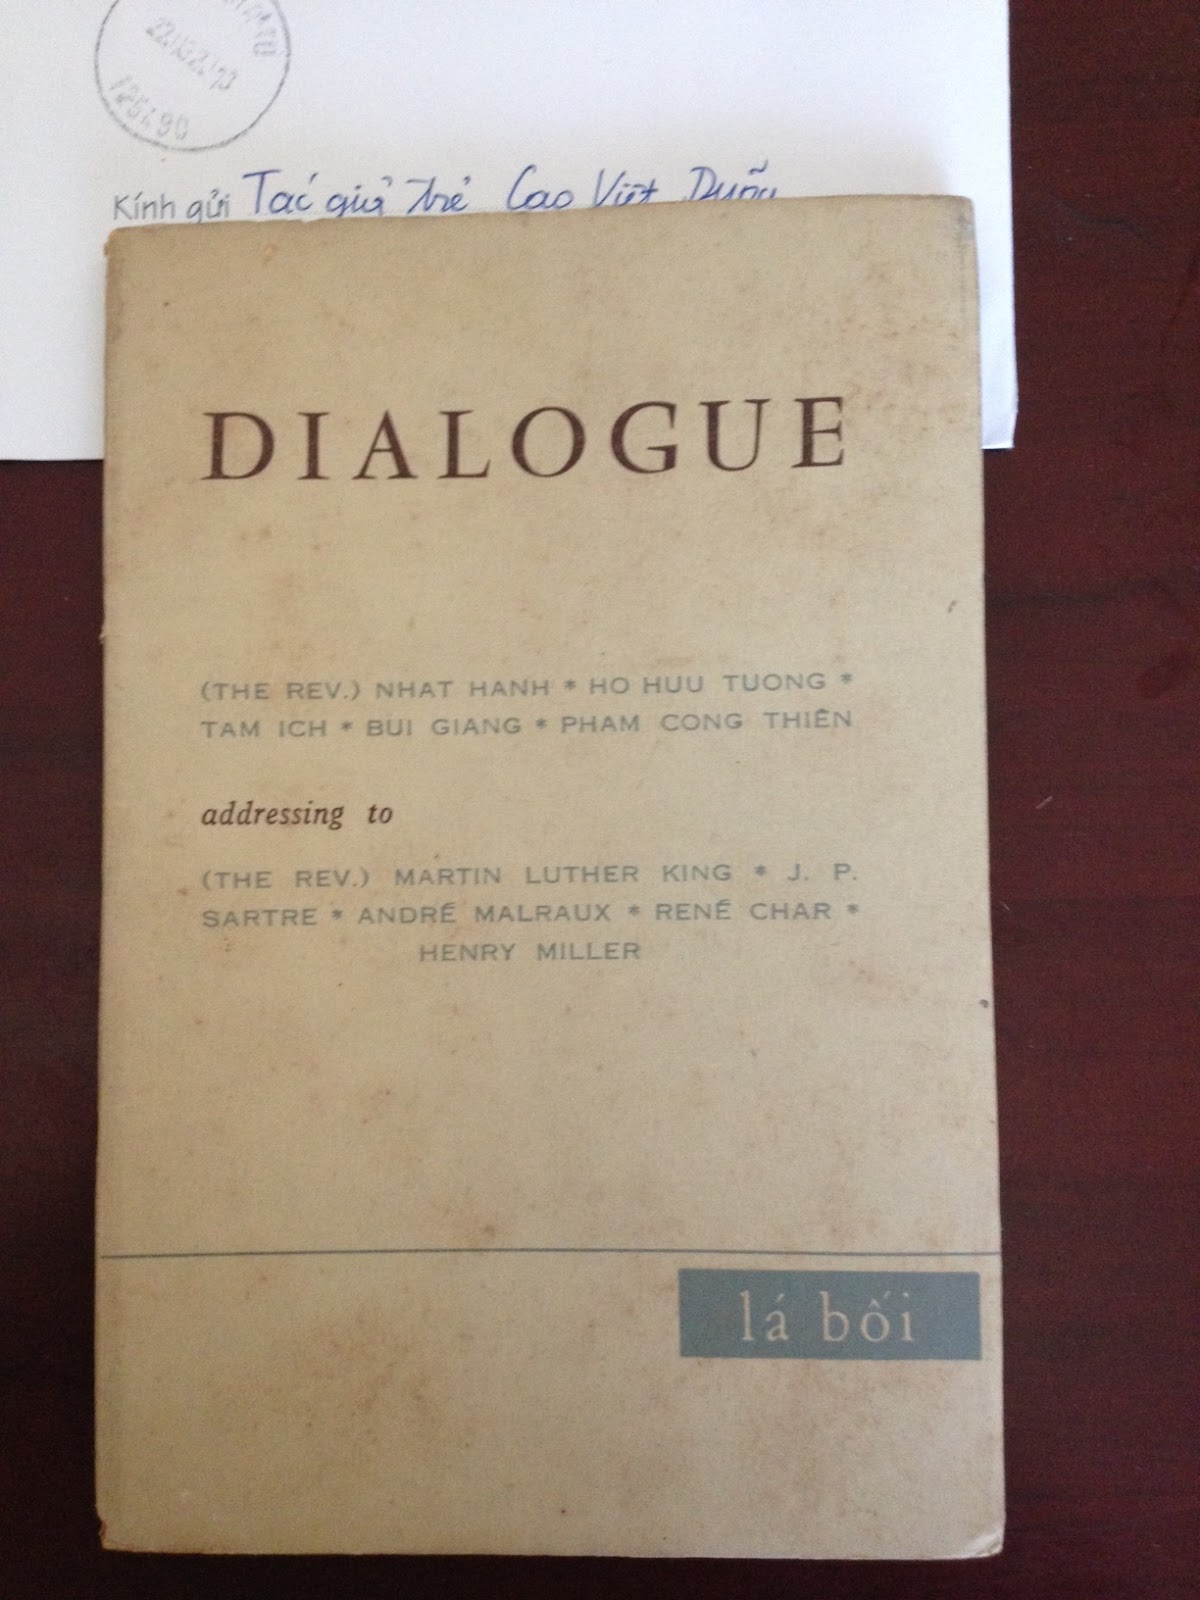 125490
Kính gửi Tác giả trẻ Cao Việt Dũng
DIALOGUE
(THE REV.) NHAT HANH * HO HUU TUONG *
TAM ICH * BUI GIANG * PHAM CONG THIÊN
addressing to
(THE REV.) MARTIN LUTHER KING * J. P.
SARTRE * ANDRÉ MALRAUX * RENÉ CHAR *
HENRY MILLER
lá bối